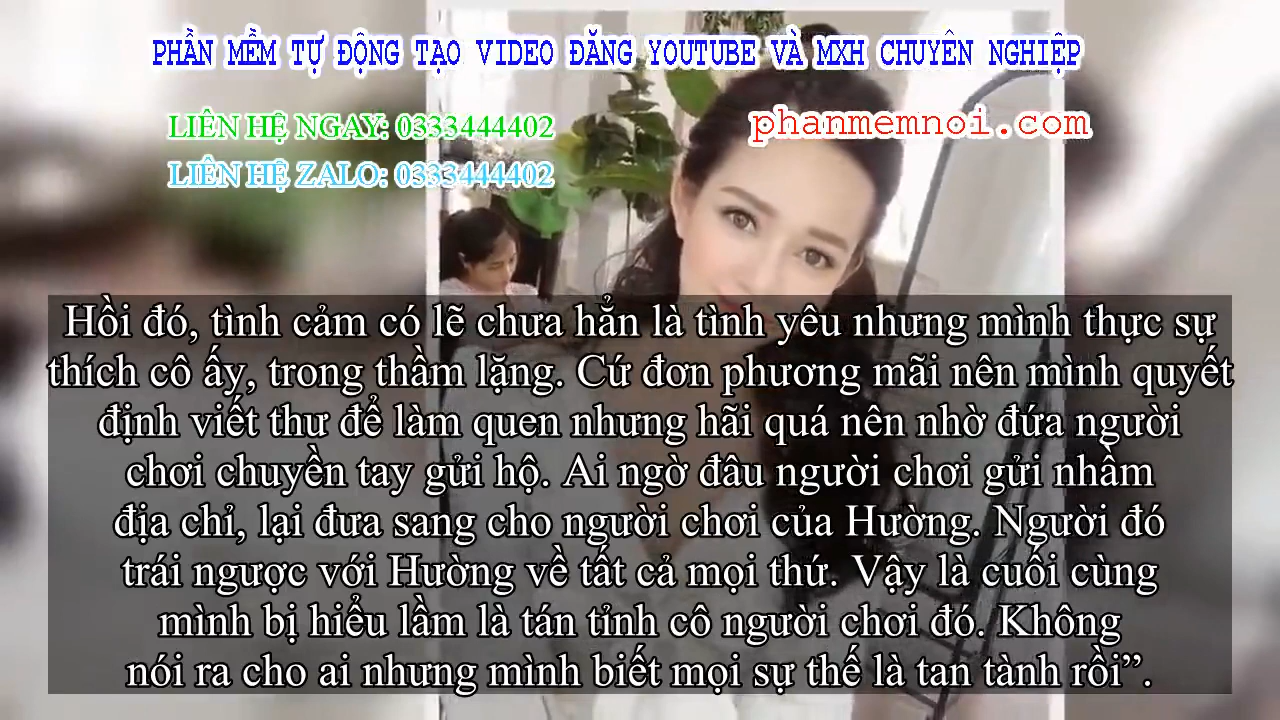 PHẦN MỀM TỰ ĐỘNG TẠO VIDEO ĐĂNG YOUTUBE VÀ MXH CHUYÊN NGHIỆP
LIÊN HỆ NGAY: 0333444402
phanmemnoi.com
LIÊN HỆ ZALO: 0333444402
Hồi đó, tình cảm có lẽ chưa hẳn là tình yêu nhưng mình thực sự
thích cô ấy, trong thầm lặng. Cứ đơn phương mãi nên mình quyết
định viết thư để làm quen nhưng hãi quá nên nhờ đứa người
chơi chuyền tay gửi hộ. Ai ngờ đâu người chơi gửi nhầm
địa chỉ, lại đưa sang cho người chơi của Hường. Người đó
trái ngược với Hường về tất cả mọi thứ. Vậy là cuối cùng
mình bị hiểu lầm là tán tỉnh cô người chơi đó. Không
nói ra cho ai nhưng mình biết mọi sự thế là tan tành rồi”.